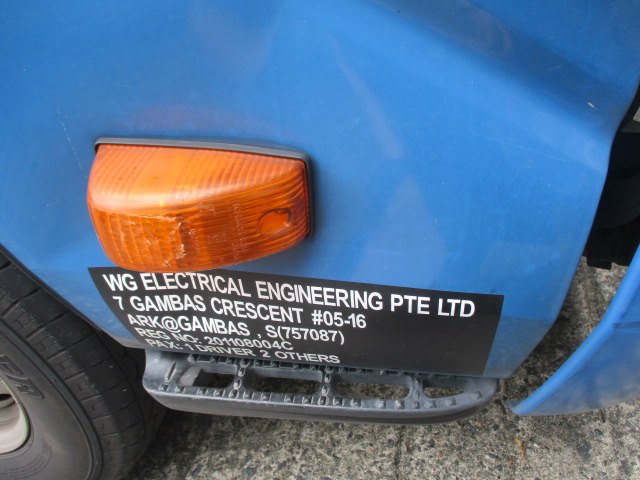 WG ELECTRICAL ENGINEERING PTE LTD
7 GAMBAS CRESCENT #05-16
ARK@GAMBAS , S(757087)
REG NO: 201108004C
PAX: 1 DRIVER 2 OTHERS